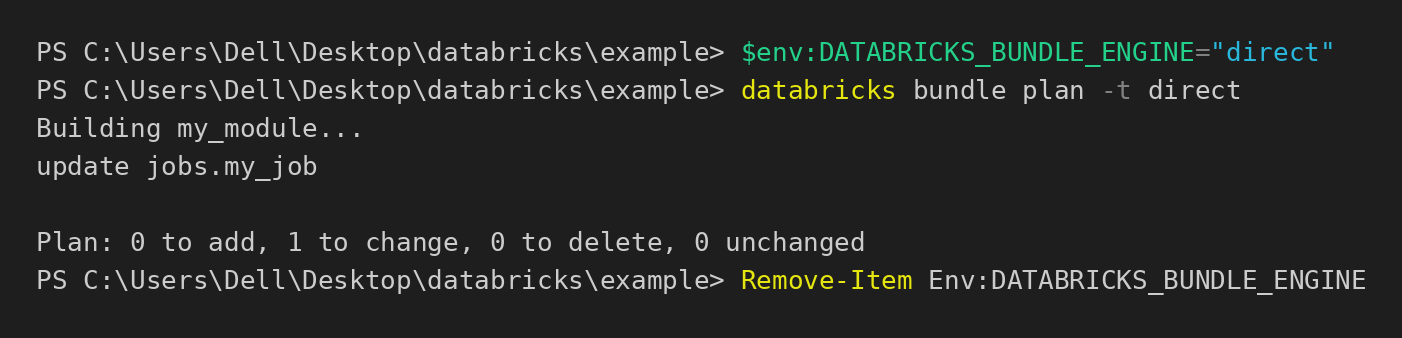 PS C:\Users\Dell\Desktop\databricks\example> $env:DATABRICKS_BUNDLE_ENGINE="direct"
PS C:\Users\Dell\Desktop\databricks\example> databricks bundle plan -t direct
Building my_module...
update jobs.my_job
Plan: 0 to add, 1 to change, 0 to delete, 0 unchanged
PS C:\Users\Dell\Desktop\databricks\example> Remove-Item Env:DATABRICKS_BUNDLE_ENGINE